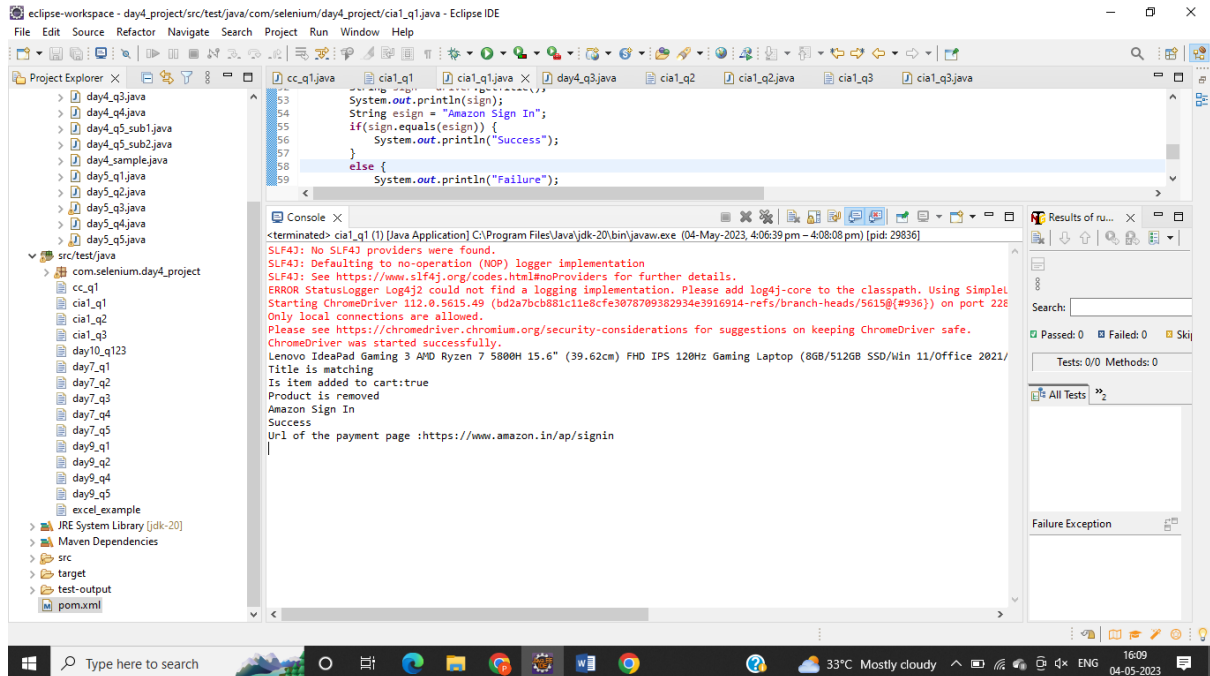 eclipse-workspace - day4_project/src/test/java/com/selenium/day4_project/cia1_q1.java - Eclipse IDE
File Edit Source Refactor Navigate Search Project Run Window Help
Project Explorer
day4_q3.java
day4_q4.java
day4_q5_sub1.java
day4_q5_sub2.java
day4_sample.java
day5_q1.java
day5_q2.java
day5_q3.java
day5_q4.java
day5_q5.java
src/test/java
com.selenium.day4_project
cc_q1
cia1_q1
cia1_q2
cia1_q3
day10_q123
day7_q1
day7_q2
day7_q3
day7_q4
day7_q5
day9_q1
day9_q2
day9_q4
day9_q5
excel_example
JRE System Library [jdk-20]
Maven Dependencies
src
target
test-output
pom.xml
cc_q1.java cia1_q1 cia1_q1.java day4_q3.java cia1_q2 cia1_q2.java cia1_q3 cia1_q3.java
53 System.out.println(sign);
54 String esign = "Amazon Sign In";
55 if(sign.equals(esign)) {
56 System.out.println("Success");
57 }
58 else {
59 System.out.println("Failure");
Console
<terminated> cia1_q1 (1) [Java Application] C:\Program Files\Java\jdk-20\bin\javaw.exe (04-May-2023, 4:06:39 pm – 4:08:08 pm) [pid: 29836]
SLF4J: No SLF4J providers were found.
SLF4J: Defaulting to no-operation (NOP) logger implementation
SLF4J: See https://www.slf4j.org/codes.html#noProviders for further details.
ERROR StatusLogger Log4j2 could not find a logging implementation. Please add log4j-core to the classpath. Using SimpleL
Starting ChromeDriver 112.0.5615.49 (bd2a7bcb881c11e8cfe3078709382934e3916914-refs/branch-heads/5615@{#936}) on port 228
Only local connections are allowed.
Please see https://chromedriver.chromium.org/security-considerations for suggestions on keeping ChromeDriver safe.
ChromeDriver was started successfully.
Lenovo IdeaPad Gaming 3 AMD Ryzen 7 5800H 15.6" (39.62cm) FHD IPS 120Hz Gaming Laptop (8GB/512GB SSD/Win 11/Office 2021/
Title is matching
Is item added to cart:true
Product is removed
Amazon Sign In
Success
Url of the payment page :https://www.amazon.in/ap/signin
Results of ru...
Search:
Passed: 0 Failed: 0 Ski
Tests: 0/0 Methods: 0
All Tests »2
Failure Exception
Type here to search
33°C Mostly cloudy ENG
16:09
04-05-2023